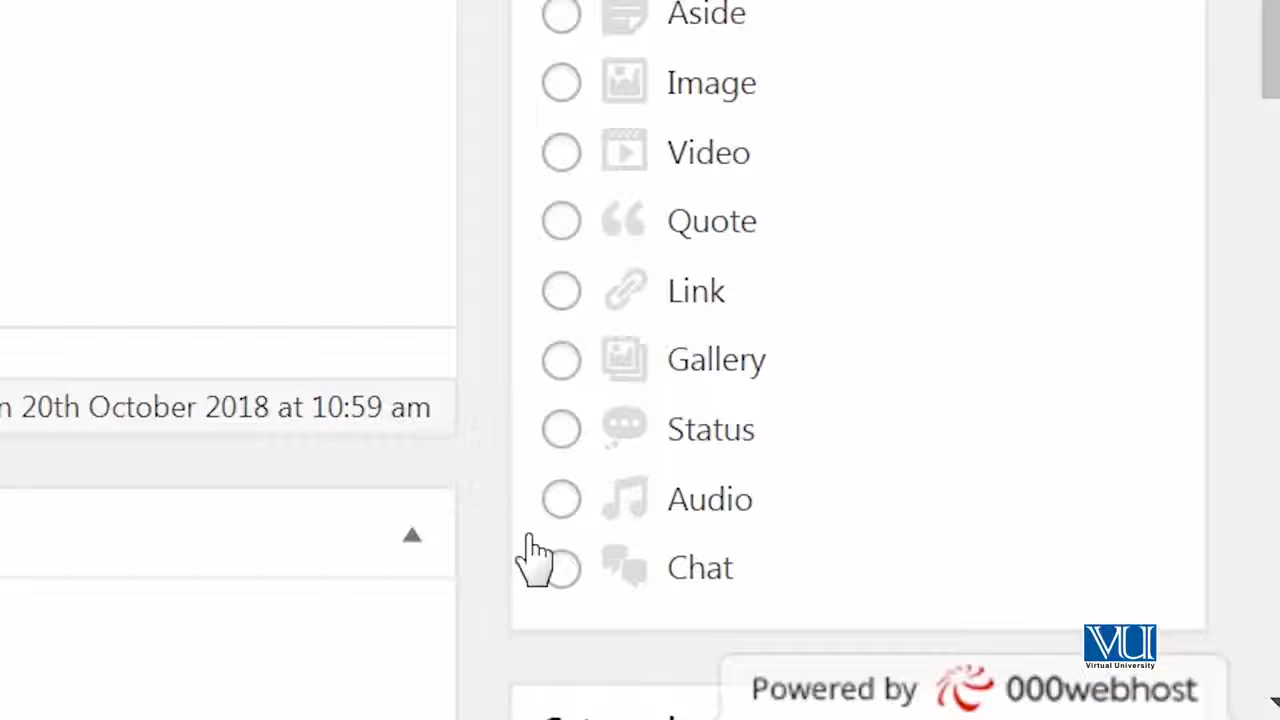 Aside
Image
Video
Quote
Link
Gallery
n 20th October 2018 at 10:59 am
Status
Audio
Chat
VU
Virtual University
Powered by 000webhost